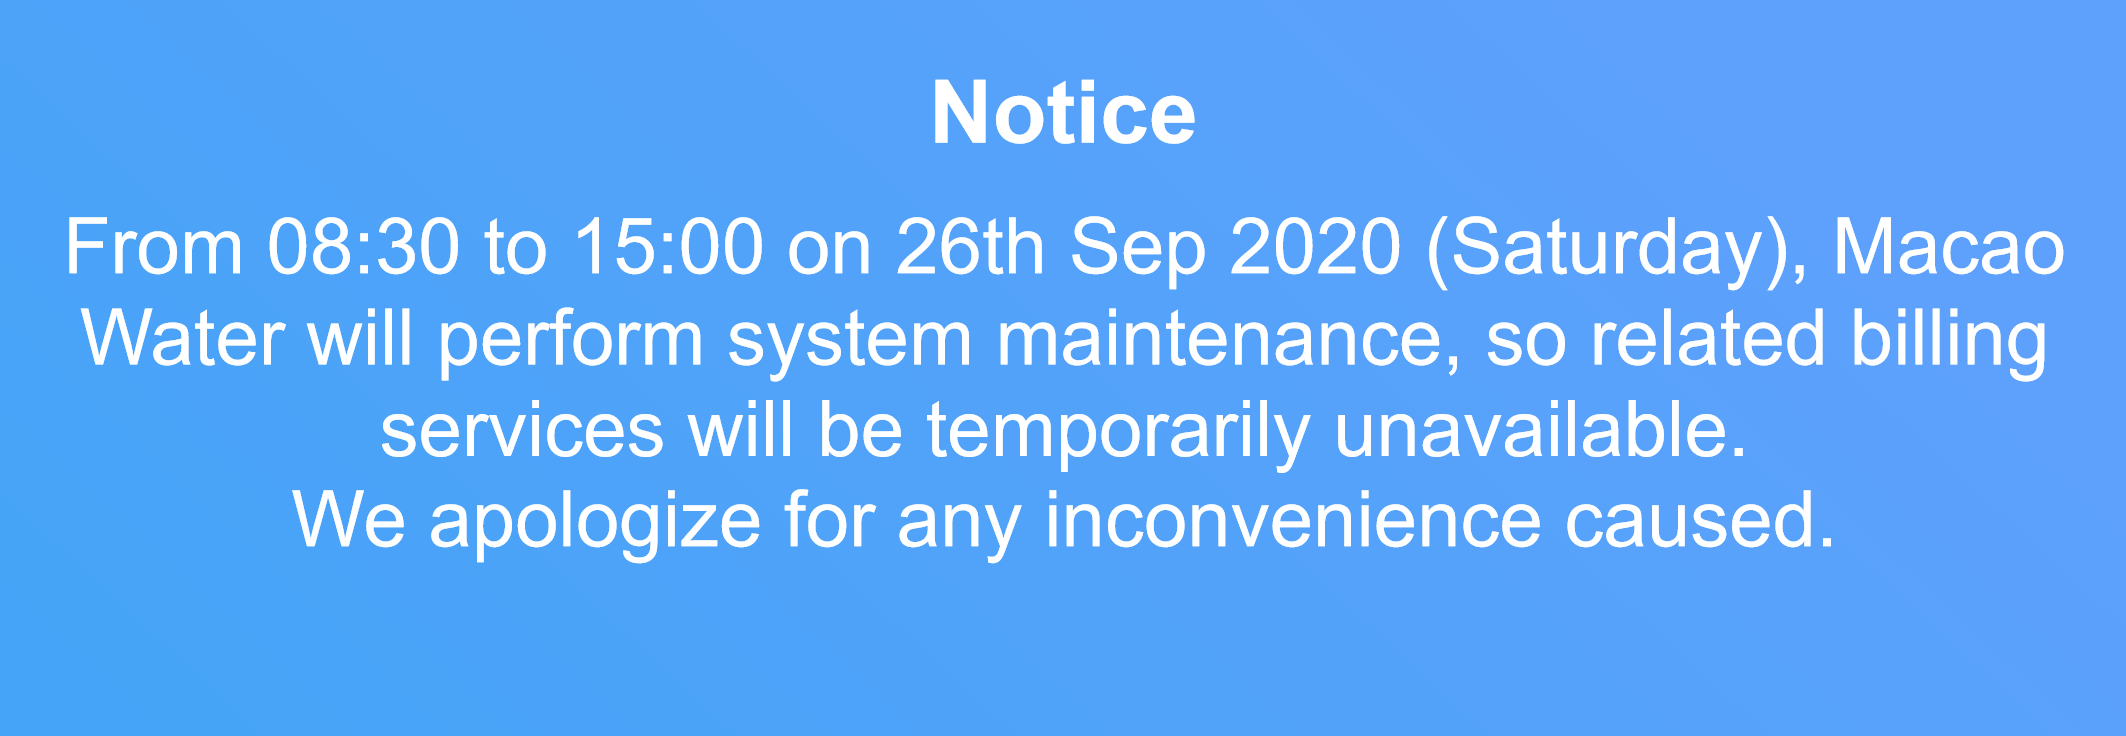 Notice
From 08:30 to 15:00 on 26th Sep 2020 (Saturday), Macao
Water will perform system maintenance, so related billing
services will be temporarily unavailable.
We apologize for any inconvenience caused.